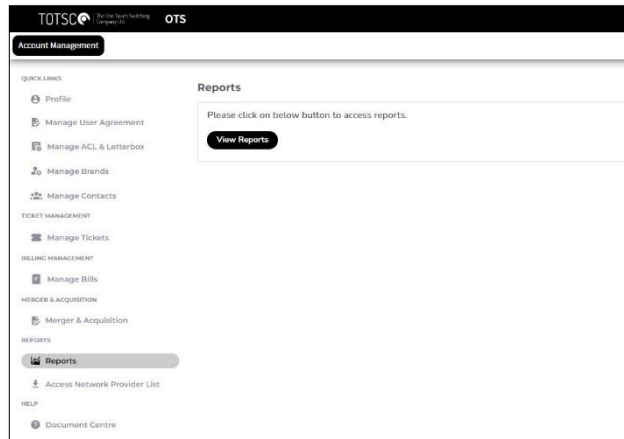 TOTSCO The One Touch Switching Company Ltd OTS
Account Management
QUICK LINKS
Profile
Manage User Agreement
Manage ACL & Letterbox
Manage Brands
Manage Contacts
TICKET MANAGEMENT
Manage Tickets
BILLING MANAGEMENT
Manage Bills
MERGER & ACQUISITION
Merger & Acquisition
REPORTS
Reports
Access Network Provider List
HELP
Document Centre
Reports
Please click on below button to access reports.
View Reports